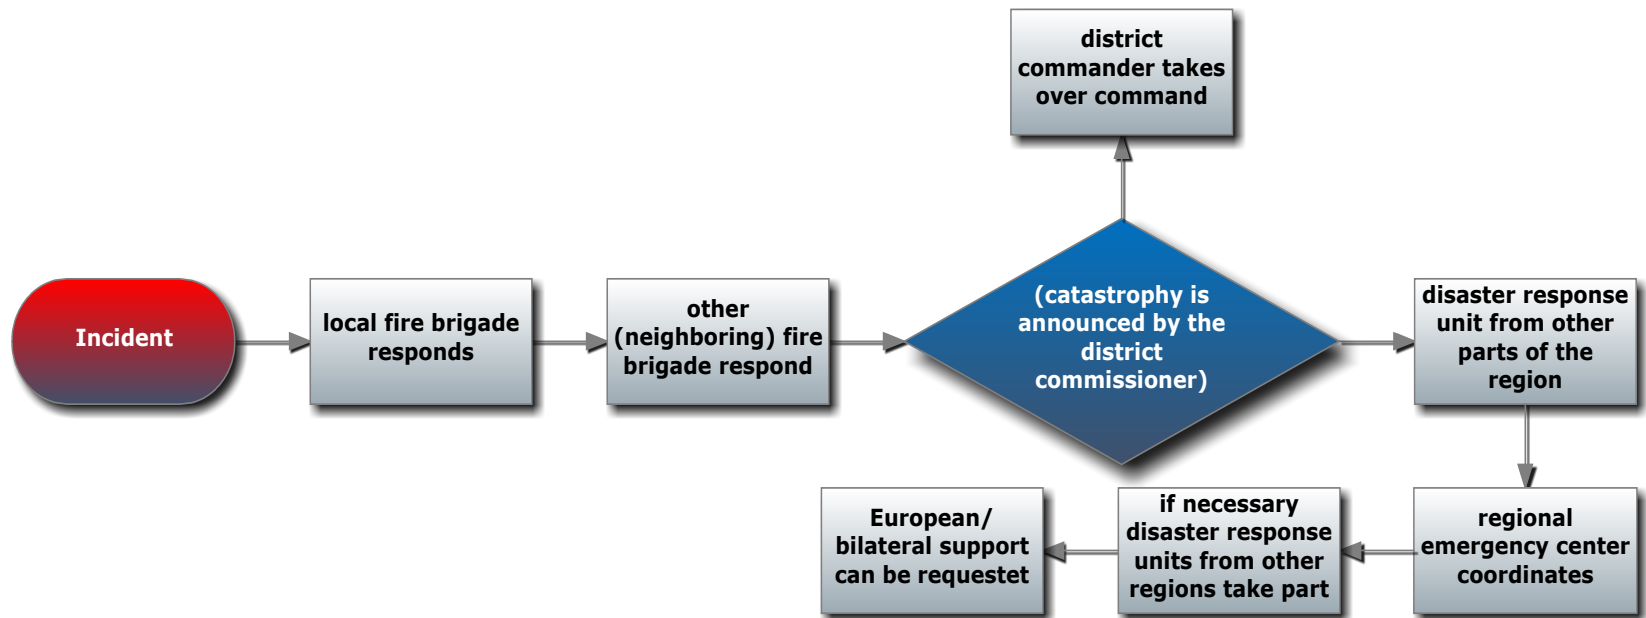 Incident
local fire brigade
responds
other
(neighboring) fire
brigade respond
(catastrophy is
announced by the
district
commissioner)
district
commander takes
over command
disaster response
unit from other
parts of the
region
regional
emergency center
coordinates
if necessary
disaster response
units from other
regions take part
European/
bilateral support
can be requestet